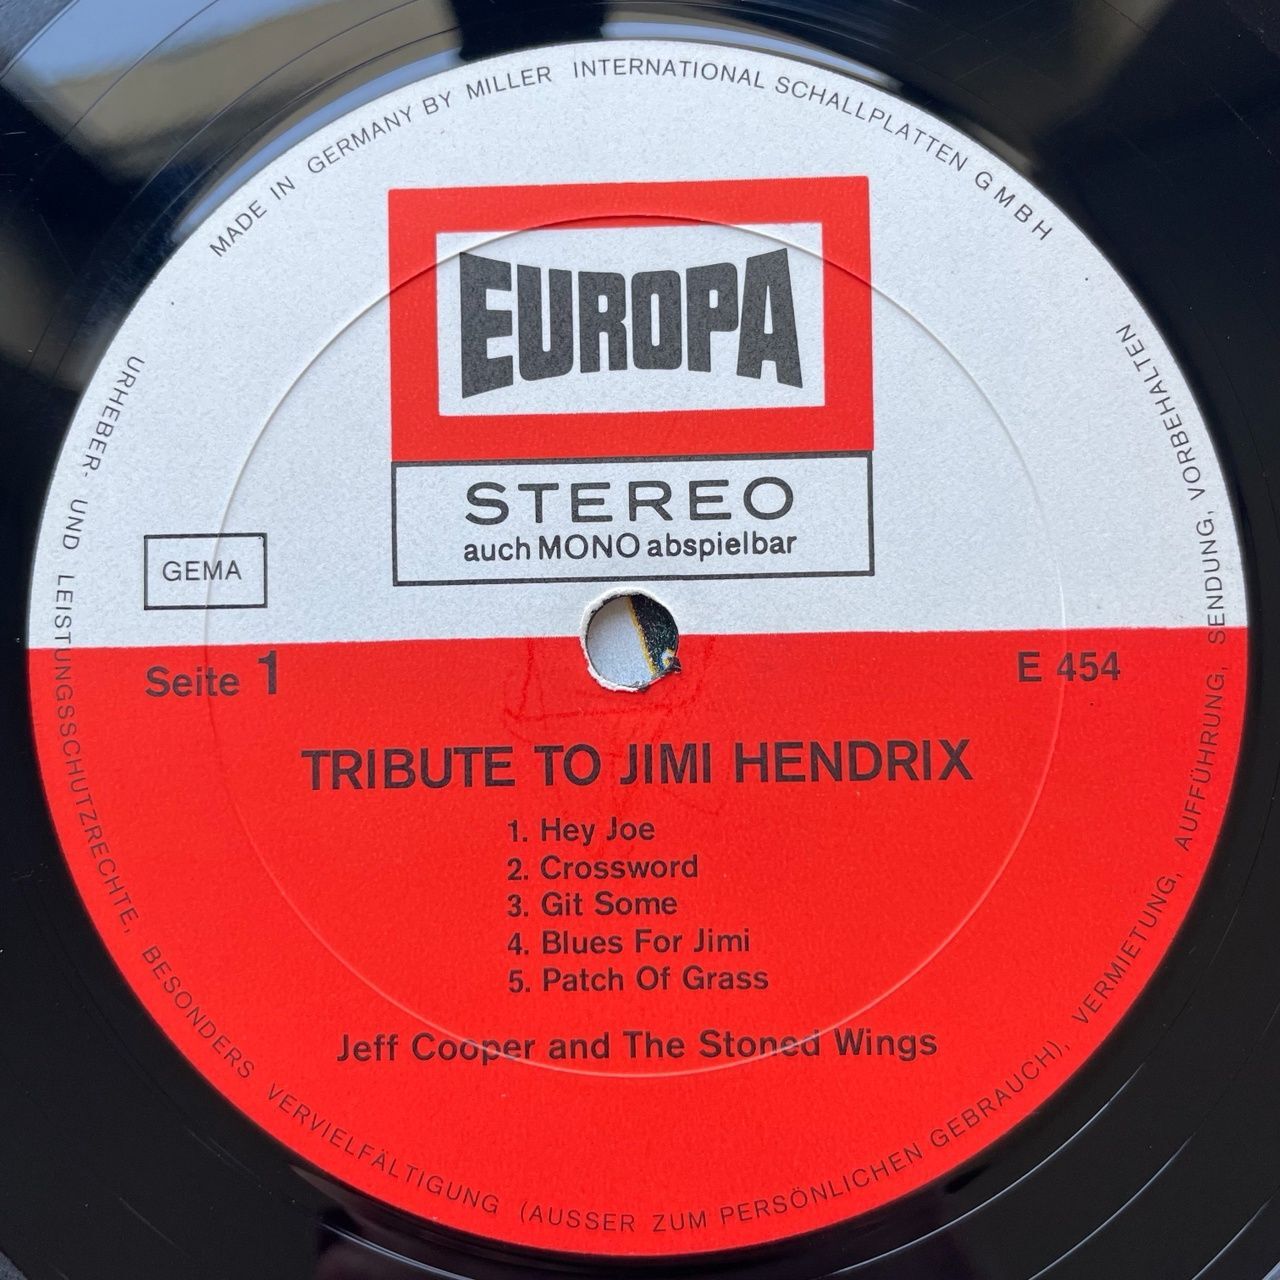 MADE IN GERMANY BY MILLER INTERNATIONAL SCHALLPLATTEN GMBH
EUROPA
STEREO
auch MONO abspielbar
GEMA
Seite 1
E 454
TRIBUTE TO JIMI HENDRIX
1. Hey Joe
2. Crossword
3. Git Some
4. Blues For Jimi
5. Patch Of Grass
Jeff Cooper and The Stoned Wings
URHEBER- UND LEISTUNGSSCHUTZRECHTE, BESONDERS VERVIELFÄLTIGUNG (AUSSER ZUM PERSÖNLICHEN GEBRAUCH), VERMIETUNG, AUFFÜHRUNG, SENDUNG, VORBEHALTEN